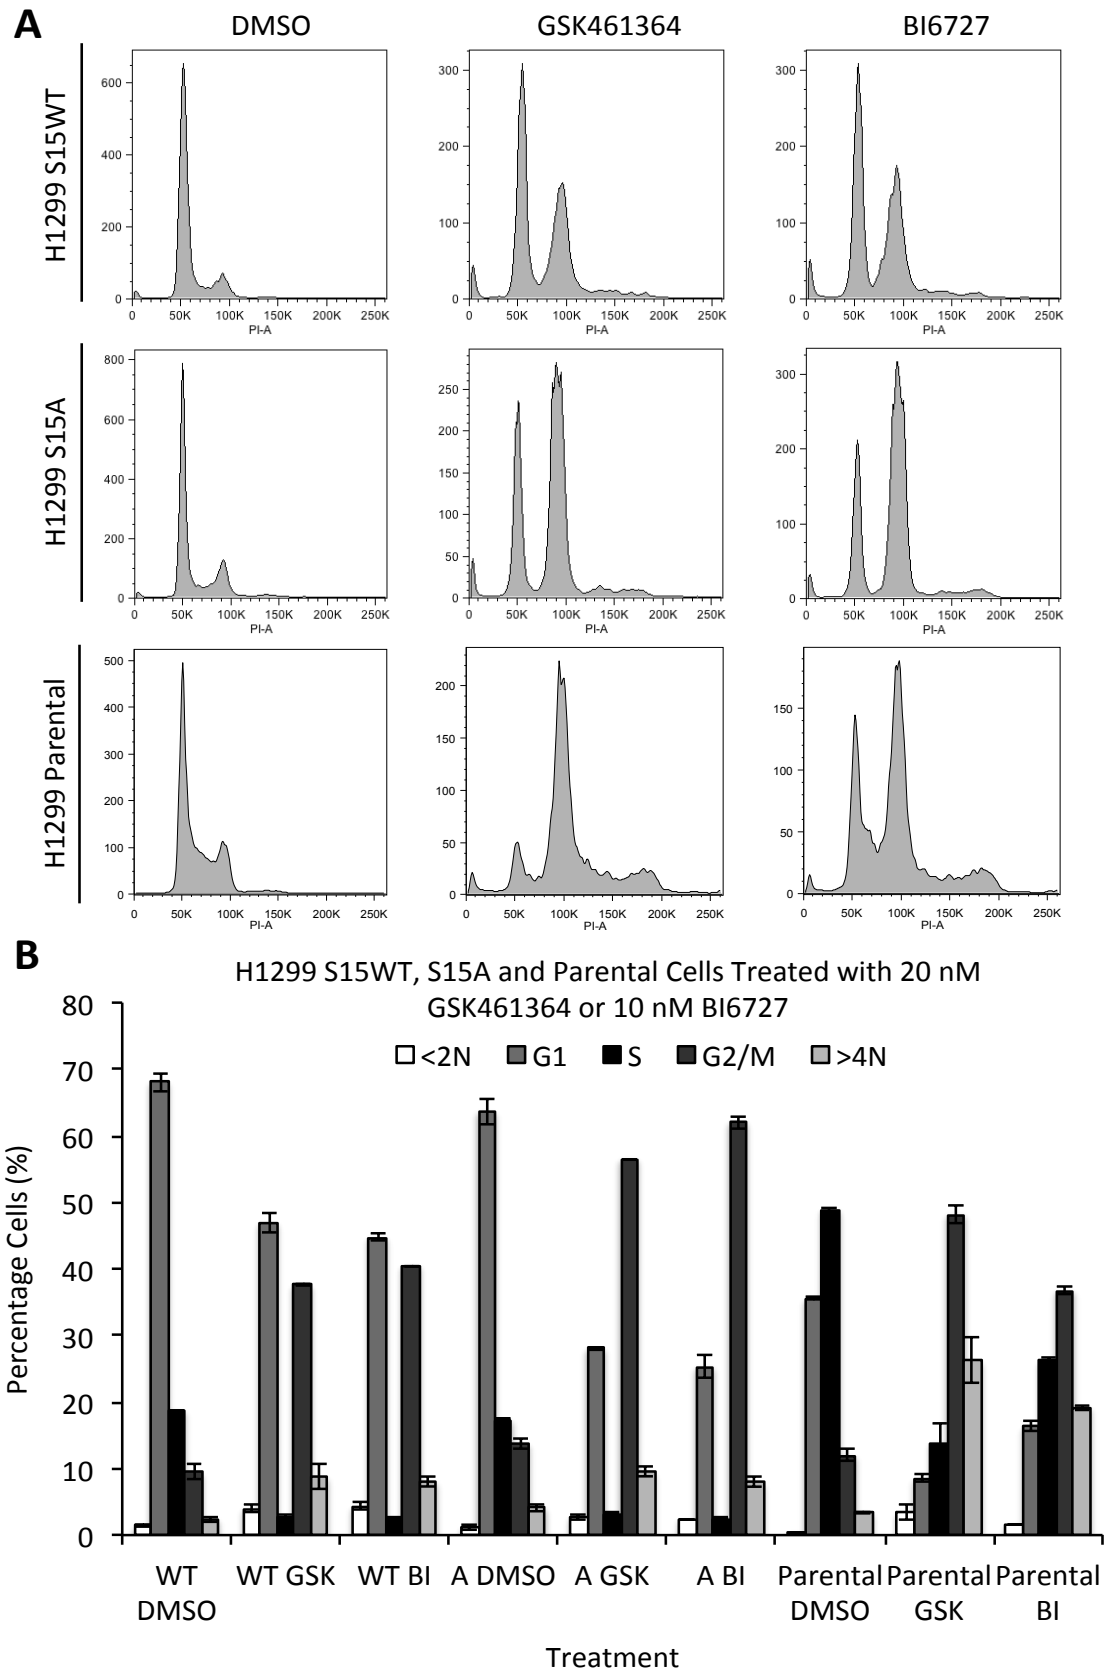 A
DMSO
GSK461364
BI6727
H1299 S15WT
600
400
200
0
0 50K 100K 150K 200K 250K
PI-A
300
200
100
0
0 50K 100K 150K 200K 250K
PI-A
300
200
100
0
0 50K 100K 150K 200K 250K
PI-A
H1299 S15A
800
600
400
200
0
0 50K 100K 150K 200K 250K
PI-A
250
200
150
100
50
0
0 50K 100K 150K 200K 250K
PI-A
300
200
100
0
0 50K 100K 150K 200K 250K
PI-A
H1299 Parental
500
400
300
200
100
0
0 50K 100K 150K 200K 250K
PI-A
200
150
100
50
0
0 50K 100K 150K 200K 250K
PI-A
150
100
50
0
0 50K 100K 150K 200K 250K
PI-A
B
H1299 S15WT, S15A and Parental Cells Treated with 20 nM
GSK461364 or 10 nM BI6727
<2N G1 S G2/M >4N
Percentage Cells (%)
80
70
60
50
40
30
20
10
0
WT DMSO
WT GSK
WT BI
A DMSO
A GSK
A BI
Parental DMSO
Parental GSK
Parental BI
Treatment